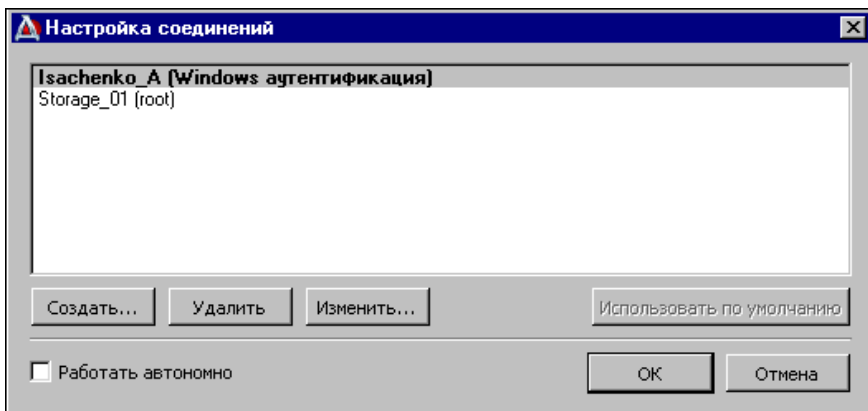 Настройка соединений
Isachenko_A (Windows аутентификация)
Storage_01 (root)
Создать...
Удалить
Изменить...
Использовать по умолчанию
Работать автономно
OK
Отмена